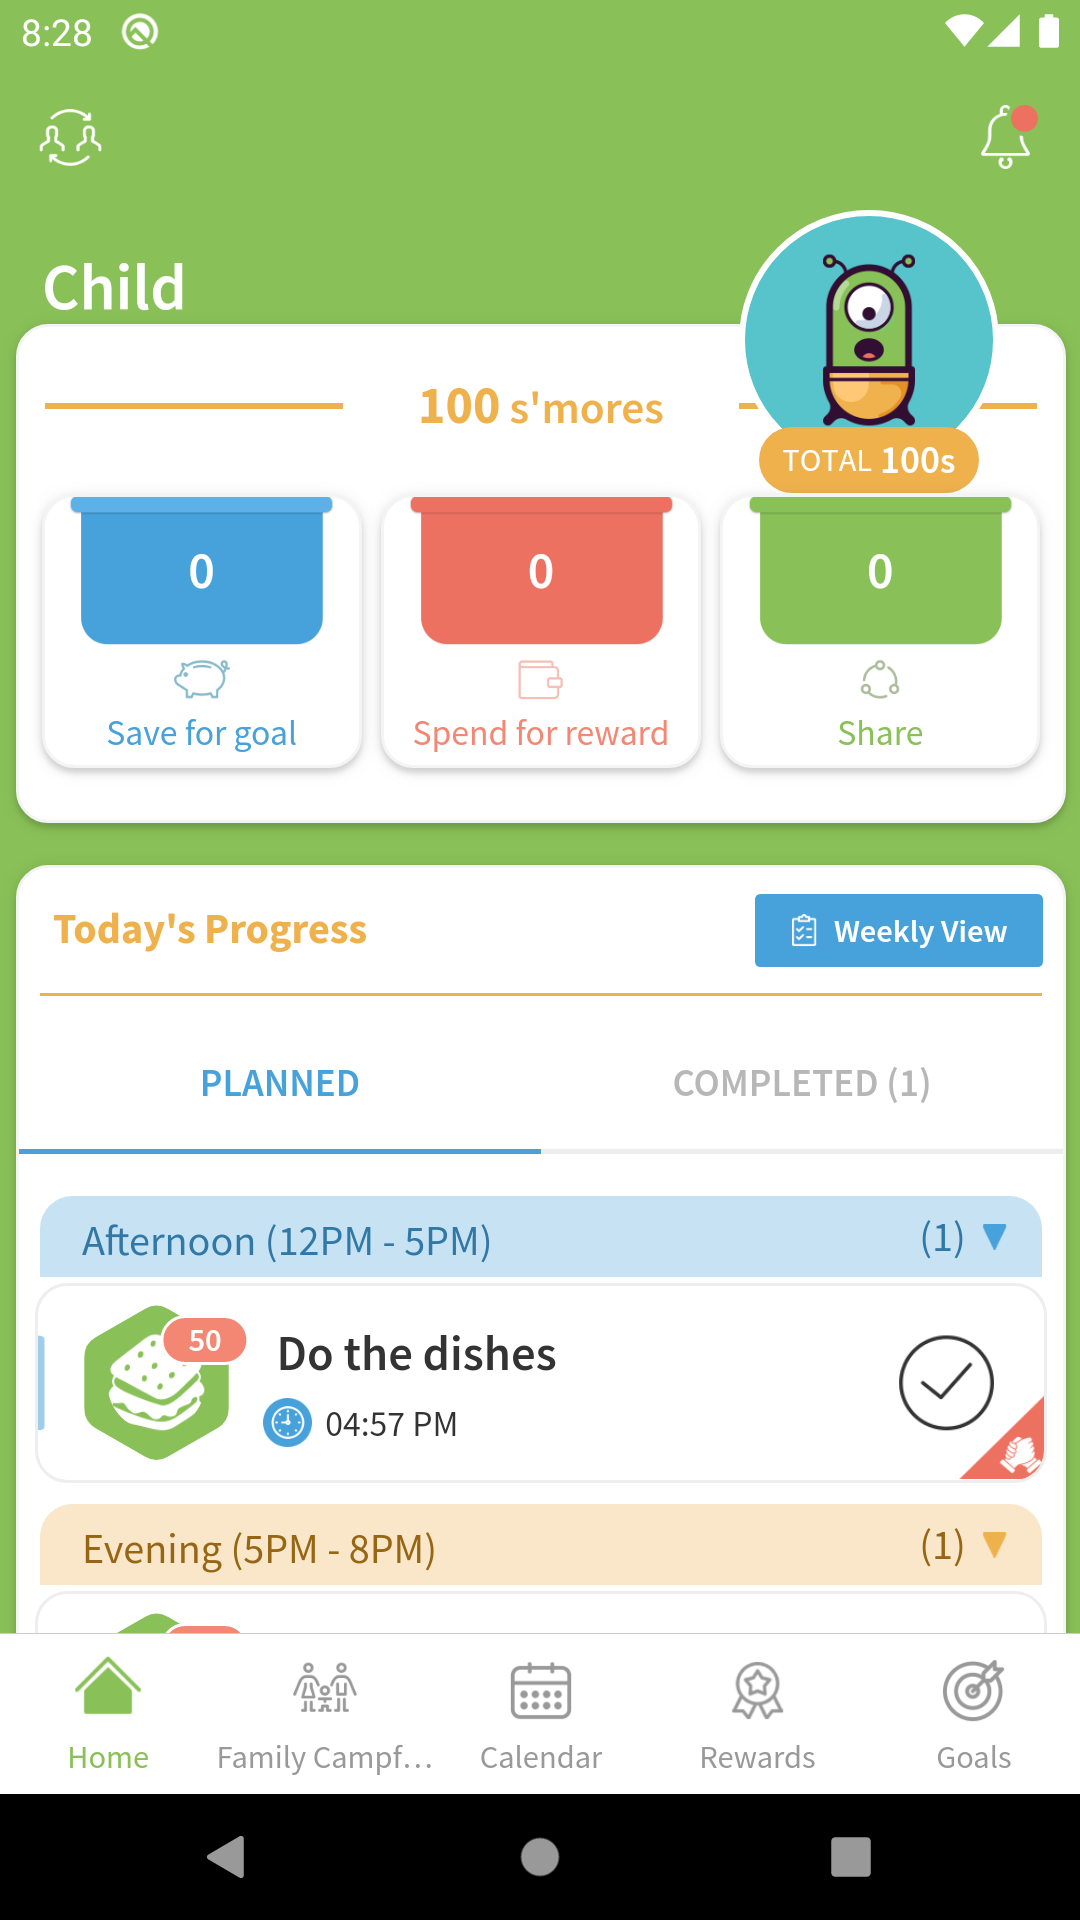 8:28
Child
100 s'mores
TOTAL 100s
0
0
0
Save for goal
Spend for reward
Share
Today's Progress
Weekly View
PLANNED
COMPLETED (1)
Afternoon (12PM - 5PM)
(1)
50
Do the dishes
04:57 PM
Evening (5PM - 8PM)
(1)
Home
Family Campf...
Calendar
Rewards
Goals